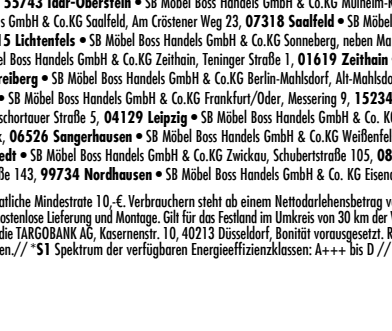 55743 Idar-Oberstein • SB Möbel Boss Handels GmbH & Co.KG Mülheim-K
s GmbH & Co.KG Saalfeld, Am Cröstener Weg 23, 07318 Saalfeld • SB Möbel
15 Lichtenfels • SB Möbel Boss Handels GmbH & Co.KG Sonneberg, neben Ma
el Boss Handels GmbH & Co.KG Zeithain, Teninger Straße 1, 01619 Zeithain
reiberg • SB Möbel Boss Handels GmbH & Co.KG Berlin-Mahlsdorf, Alt-Mahlsdo
• SB Möbel Boss Handels GmbH & Co.KG Frankfurt/Oder, Messering 9, 15234
schortauer Straße 5, 04129 Leipzig • SB Möbel Boss Handels GmbH & Co. KG
k, 06526 Sangerhausen • SB Möbel Boss Handels GmbH & Co.KG Weißenfel
edt • SB Möbel Boss Handels GmbH & Co.KG Zwickau, Schubertstraße 105, 08
ße 143, 99734 Nordhausen • SB Möbel Boss Handels GmbH & Co. KG Eisena
atliche Mindestrate 10,-€. Verbrauchern steht ab einem Nettodarlehensbetrag v
ostenlose Lieferung und Montage. Gilt für das Festland im Umkreis von 30 km der
die TARGOBANK AG, Kasernenstr. 10, 40213 Düsseldorf, Bonität vorausgesetzt. R
en.// *S1 Spektrum der verfügbaren Energieeffizienzklassen: A+++ bis D //